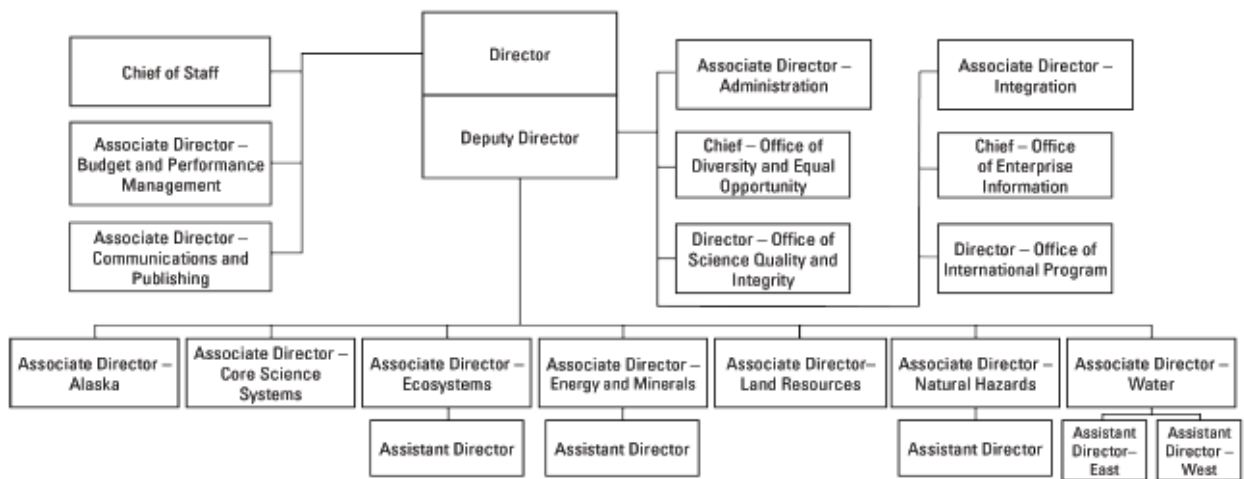 Director
Deputy Director
Chief of Staff
Associate Director –
Budget and Performance
Management
Associate Director –
Communications and
Publishing
Associate Director –
Administration
Chief – Office of
Diversity and Equal
Opportunity
Director – Office of
Science Quality and
Integrity
Associate Director –
Integration
Chief – Office
of Enterprise
Information
Director – Office of
International Program
Associate Director –
Alaska
Associate Director –
Core Science
Systems
Associate Director –
Ecosystems
Associate Director –
Energy and Minerals
Associate Director–
Land Resources
Associate Director –
Natural Hazards
Associate Director –
Water
Assistant Director
Assistant Director
Assistant Director
Assistant
Director–
East
Assistant
Director –
West